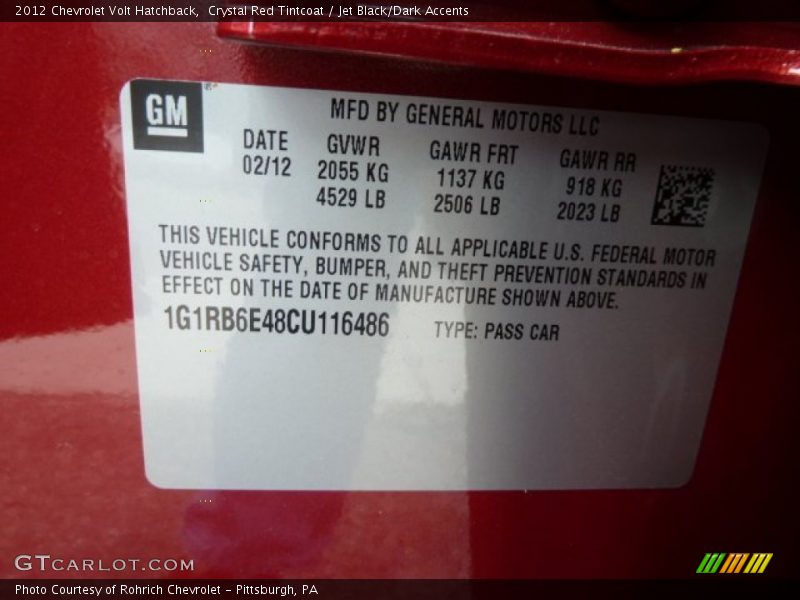 2012 Chevrolet Volt Hatchback, Crystal Red Tintcoat / Jet Black/Dark Accents
GM
MFD BY GENERAL MOTORS LLC
DATE GVWR GAWR FRT GAWR RR
02/12 2055 KG 1137 KG 918 KG
4529 LB 2506 LB 2023 LB
THIS VEHICLE CONFORMS TO ALL APPLICABLE U.S. FEDERAL MOTOR
VEHICLE SAFETY, BUMPER, AND THEFT PREVENTION STANDARDS IN
EFFECT ON THE DATE OF MANUFACTURE SHOWN ABOVE.
1G1RB6E48CU116486 TYPE: PASS CAR
GTCARLOT.COM
Photo Courtesy of Rohrich Chevrolet - Pittsburgh, PA